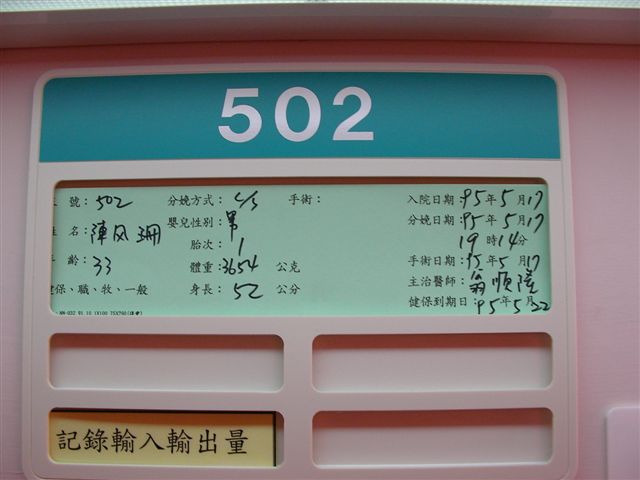 502
號：502 分娩方式：c/s 手術： 入院日期：95年5月17
名：陳風珊 嬰兒性別：男 分娩日期：95年5月17
胎次：1 19時14分
齡：33 體重：3654 公克 手術日期：95年5月17
保、職、牧、一般 身長：52 公分 主治醫師：翁順隆
健保到期日：95年5月22
記錄輸入輸出量